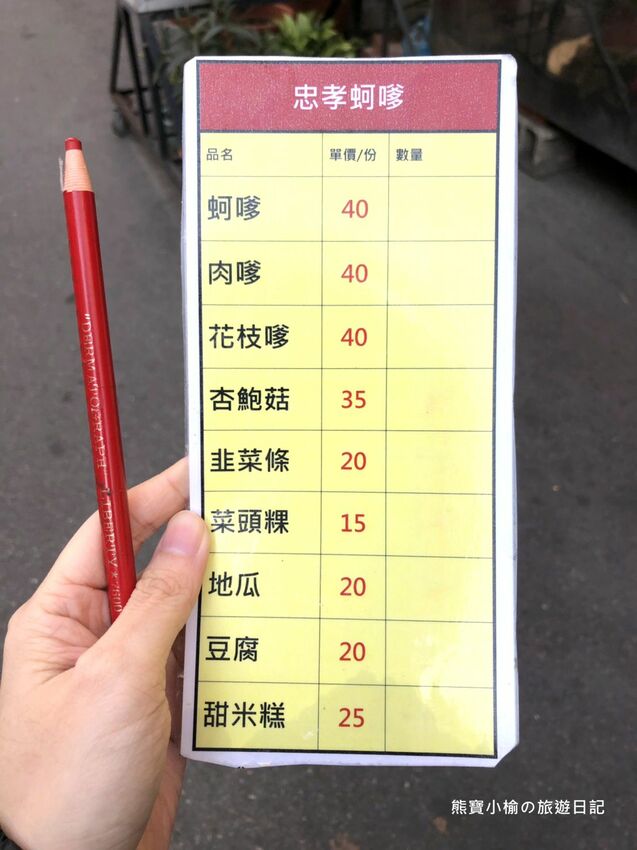 忠孝蚵嗲
品名 單價/份 數量
蚵嗲 40
肉嗲 40
花枝嗲 40
杏鮑菇 35
韭菜條 20
菜頭粿 15
地瓜 20
豆腐 20
甜米糕 25
"DERMATOGRAPH" LIBERTY
熊寶小榆の旅遊日記